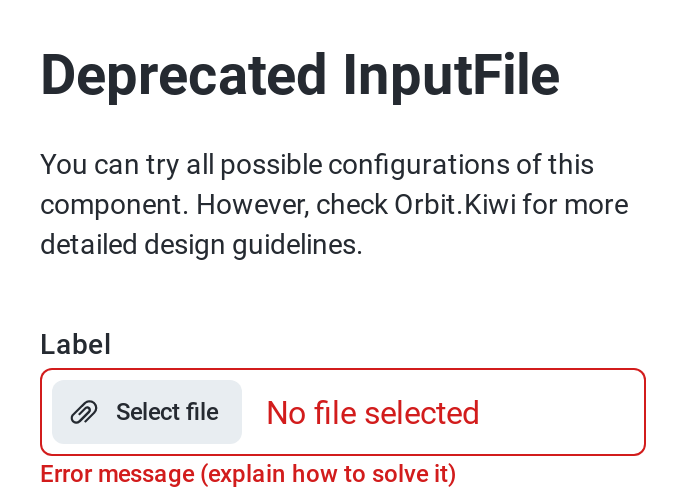 Deprecated InputFile
You can try all possible configurations of this
component. However, check Orbit.Kiwi for more
detailed design guidelines.
Label
Select file
No file selected
Error message (explain how to solve it)